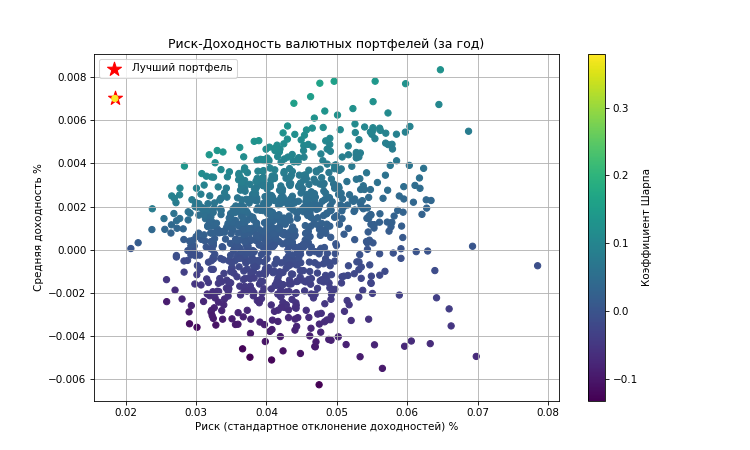 Риск-Доходность валютных портфелей (за год)
Лучший портфель
0.008
0.006
0.004
0.002
0.000
−0.002
−0.004
−0.006
Средняя доходность %
0.02 0.03 0.04 0.05 0.06 0.07 0.08
Риск (стандартное отклонение доходностей) %
0.3
0.2
0.1
0.0
−0.1
Коэффициент Шарпа